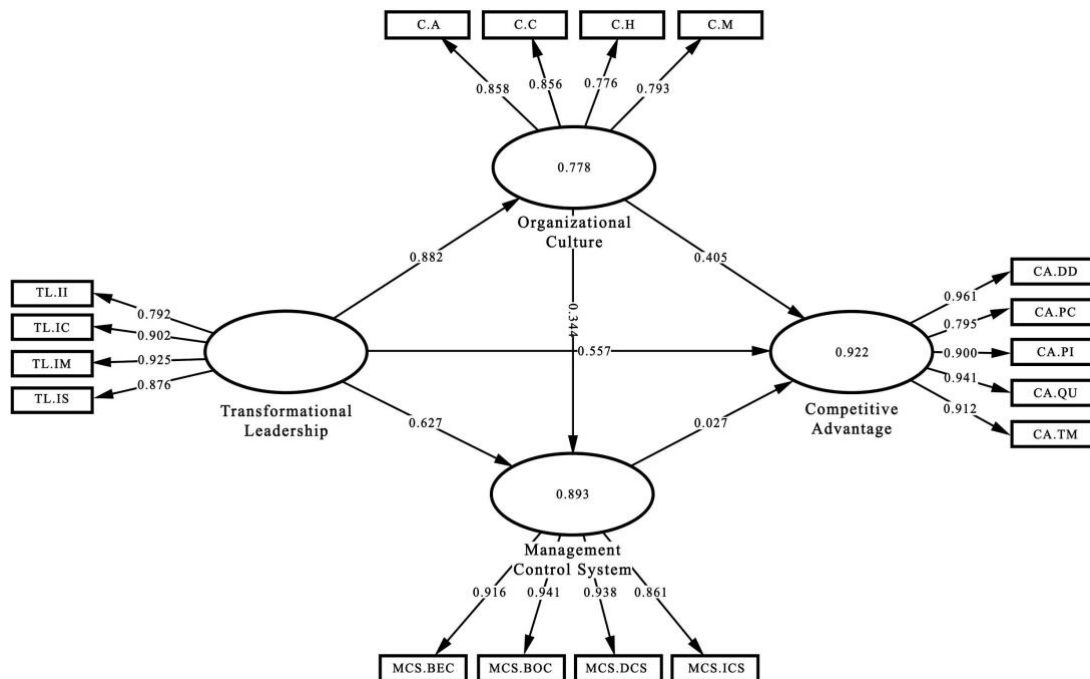 C.A
C.C
C.H
C.M
0.858
0.856
0.776
0.793
0.778
Organizational
Culture
0.882
0.405
0.344
TL.II
TL.IC
TL.IM
TL.IS
0.792
0.902
0.925
0.876
Transformational
Leadership
0.557
0.627
0.027
0.922
Competitive
Advantage
0.961
0.795
0.900
0.941
0.912
CA.DD
CA.PC
CA.PI
CA.QU
CA.TM
0.893
Management
Control System
0.916
0.941
0.938
0.861
MCS.BEC
MCS.BOC
MCS.DCS
MCS.ICS